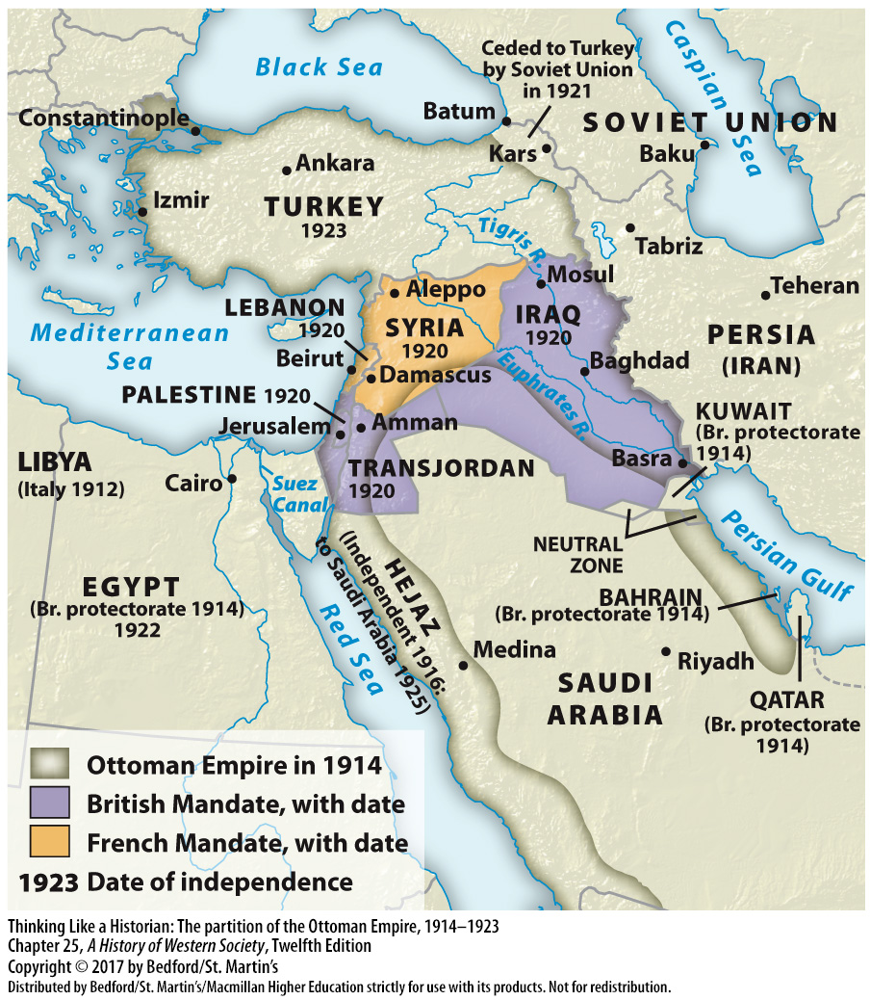 Black Sea
Ceded to Turkey
by Soviet Union
in 1921
Caspian Sea
Constantinople
Batum
SOVIET UNION
Kars
Baku
Ankara
Izmir
TURKEY
1923
Tigris R.
Tabriz
Mosul
Aleppo
Teheran
LEBANON
1920
SYRIA
1920
IRAQ
1920
Mediterranean
Sea
PERSIA
(IRAN)
Beirut
Damascus
Baghdad
Euphrates R.
PALESTINE 1920
KUWAIT
(Br. protectorate
1914)
Jerusalem
Amman
LIBYA
(Italy 1912)
Basra
Cairo
Suez
Canal
TRANSJORDAN
1920
Persian Gulf
NEUTRAL
ZONE
HEJAZ
(Independent 1916:
to Saudi Arabia 1925)
EGYPT
(Br. protectorate 1914)
1922
BAHRAIN
(Br. protectorate 1914)
Red Sea
Medina
Riyadh
SAUDI
ARABIA
QATAR
(Br. protectorate
1914)
Ottoman Empire in 1914
British Mandate, with date
French Mandate, with date
1923 Date of independence
Thinking Like a Historian: The partition of the Ottoman Empire, 1914–1923
Chapter 25, A History of Western Society, Twelfth Edition
Copyright © 2017 by Bedford/St. Martin's
Distributed by Bedford/St. Martin's/Macmillan Higher Education strictly for use with its products. Not for redistribution.